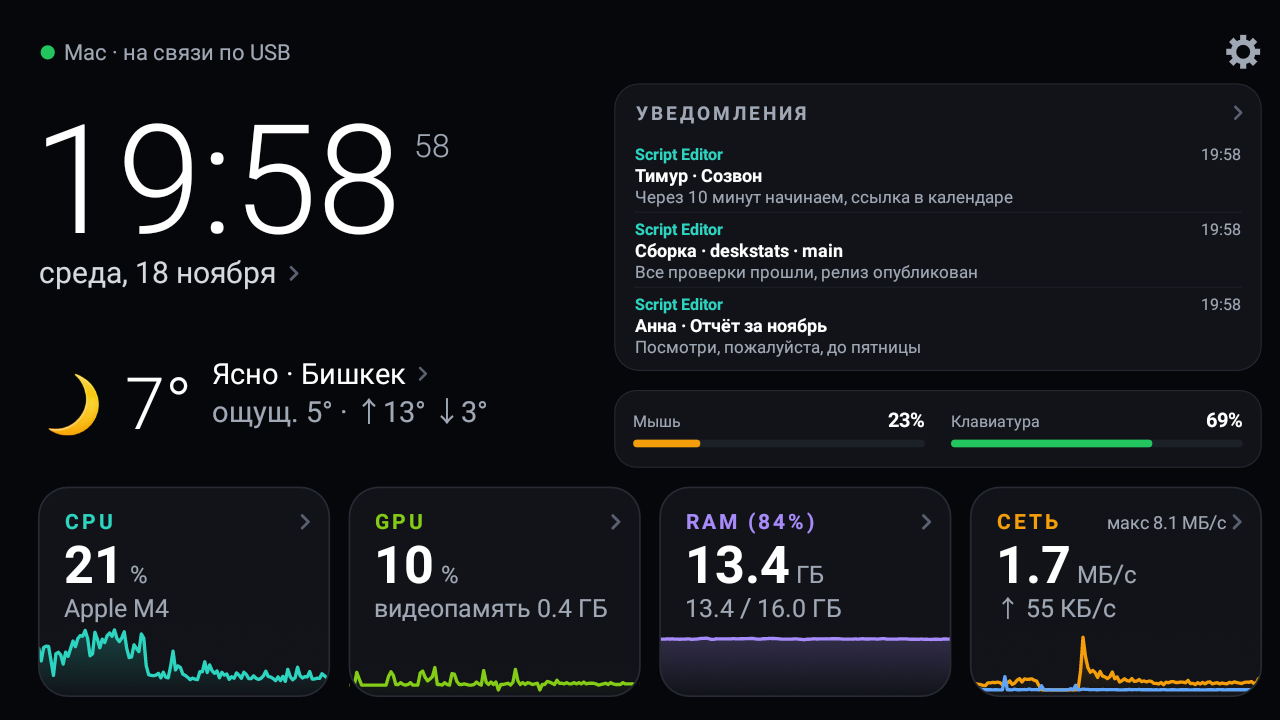 Mac · на связи по USB
19:58 58
среда, 18 ноября
7°
Ясно · Бишкек
ощущ. 5° · ↑13° ↓3°
УВЕДОМЛЕНИЯ
Script Editor 19:58
Тимур · Созвон
Через 10 минут начинаем, ссылка в календаре
Script Editor 19:58
Сборка · deskstats · main
Все проверки прошли, релиз опубликован
Script Editor 19:58
Анна · Отчёт за ноябрь
Посмотри, пожалуйста, до пятницы
Мышь 23%
Клавиатура 69%
CPU
21 %
Apple M4
GPU
10 %
видеопамять 0.4 ГБ
RAM (84%)
13.4 ГБ
13.4 / 16.0 ГБ
СЕТЬ макс 8.1 МБ/с
1.7 МБ/с
↑ 55 КБ/с